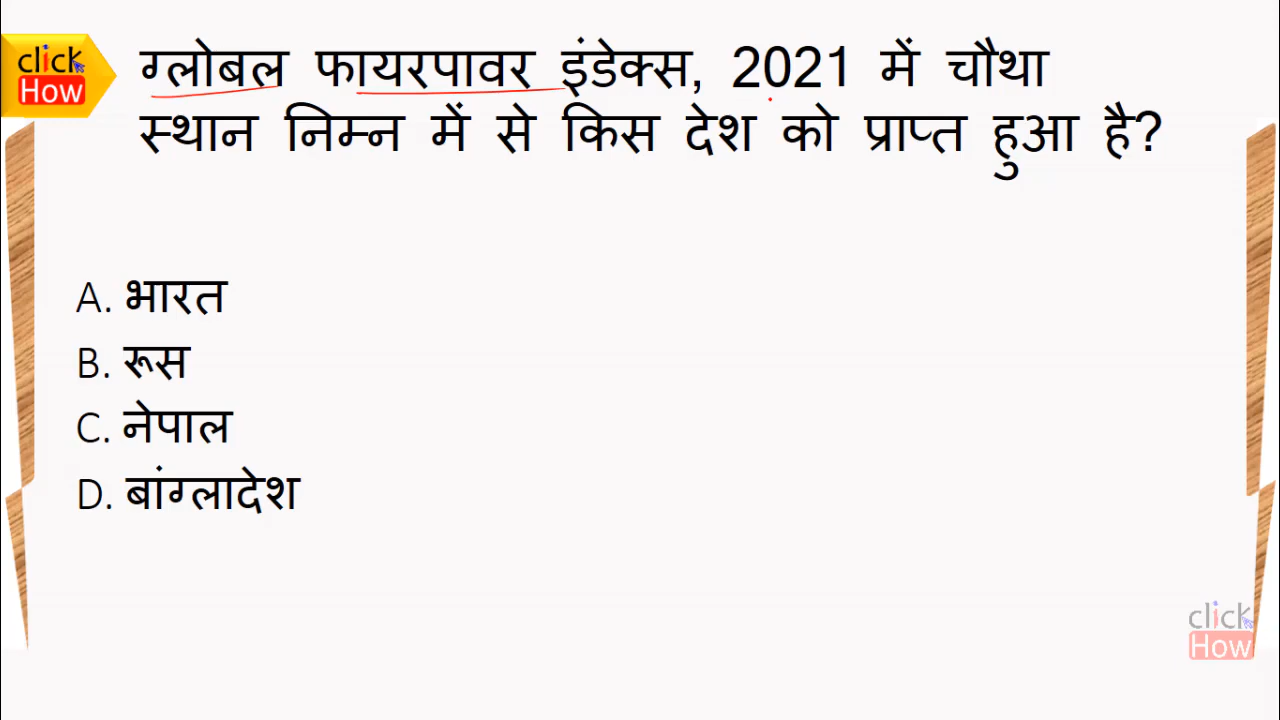 click
How
ग्लोबल फायरपावर इंडेक्स, 2021 में चौथा
स्थान निम्न में से किस देश को प्राप्त हुआ है?
A. भारत
B. रूस
C. नेपाल
D. बांग्लादेश
click
How